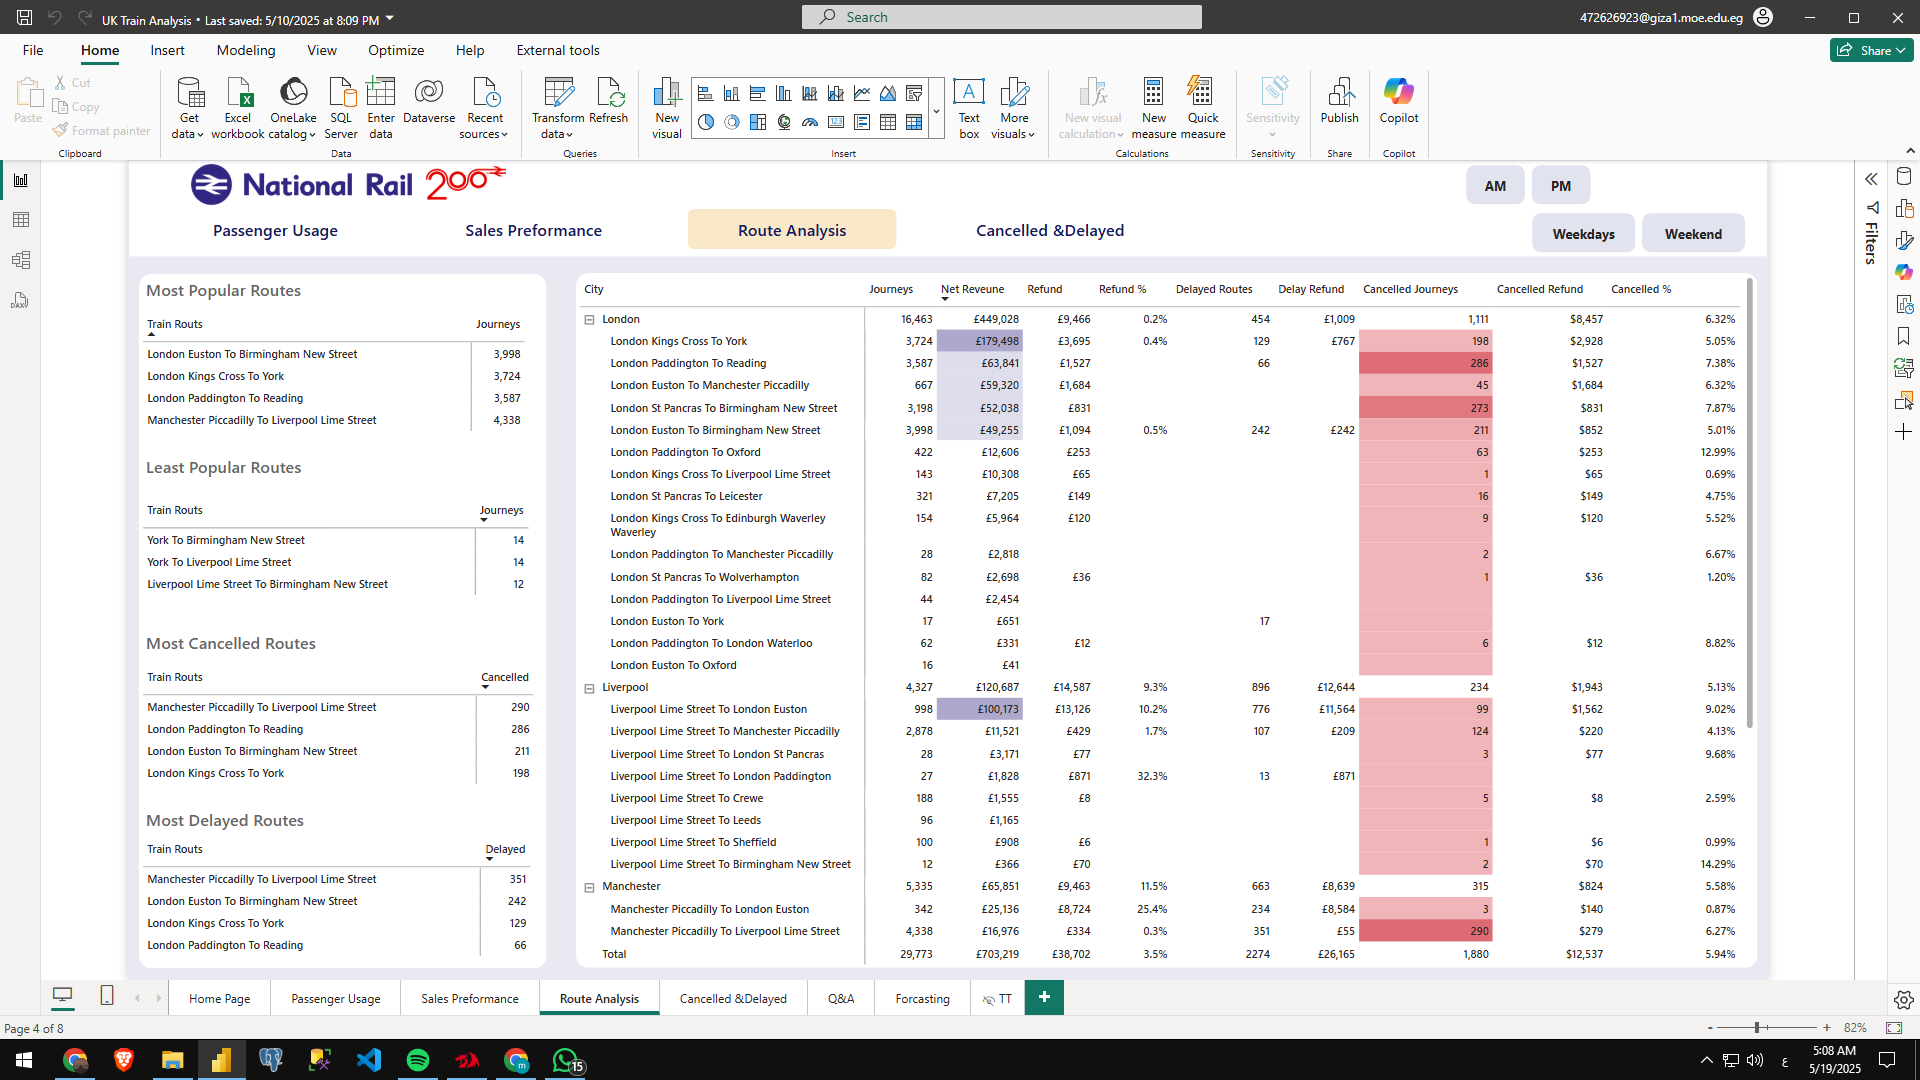 UK Train Analysis • Last saved: 5/10/2025 at 8:09 PM
Search
472626923@giza1.moe.edu.eg
File Home Insert Modeling View Optimize Help External tools
Share
Paste
Cut
Copy
Format painter
Clipboard
Get data
Excel workbook
OneLake catalog
SQL Server
Enter data
Dataverse
Recent sources
Data
Transform data
Refresh
Queries
New visual
Text box
More visuals
Insert
New visual calculation
New measure
Quick measure
Calculations
Sensitivity
Sensitivity
Publish
Share
Copilot
Copilot
National Rail 200
AM PM
Passenger Usage Sales Preformance Route Analysis Cancelled &Delayed
Weekdays Weekend
Filters
Most Popular Routes
Train Routs Journeys
London Euston To Birmingham New Street 3,998
London Kings Cross To York 3,724
London Paddington To Reading 3,587
Manchester Piccadilly To Liverpool Lime Street 4,338
Least Popular Routes
Train Routs Journeys
York To Birmingham New Street 14
York To Liverpool Lime Street 14
Liverpool Lime Street To Birmingham New Street 12
Most Cancelled Routes
Train Routs Cancelled
Manchester Piccadilly To Liverpool Lime Street 290
London Paddington To Reading 286
London Euston To Birmingham New Street 211
London Kings Cross To York 198
Most Delayed Routes
Train Routs Delayed
Manchester Piccadilly To Liverpool Lime Street 351
London Euston To Birmingham New Street 242
London Kings Cross To York 129
London Paddington To Reading 66
City Journeys Net Reveune Refund Refund % Delayed Routes Delay Refund Cancelled Journeys Cancelled Refund Cancelled %
London 16,463 £449,028 £9,466 0.2% 454 £1,009 1,111 $8,457 6.32%
London Kings Cross To York 3,724 £179,498 £3,695 0.4% 129 £767 198 $2,928 5.05%
London Paddington To Reading 3,587 £63,841 £1,527 66 286 $1,527 7.38%
London Euston To Manchester Piccadilly 667 £59,320 £1,684 45 $1,684 6.32%
London St Pancras To Birmingham New Street 3,198 £52,038 £831 273 $831 7.87%
London Euston To Birmingham New Street 3,998 £49,255 £1,094 0.5% 242 £242 211 $852 5.01%
London Paddington To Oxford 422 £12,606 £253 63 $253 12.99%
London Kings Cross To Liverpool Lime Street 143 £10,308 £65 1 $65 0.69%
London St Pancras To Leicester 321 £7,205 £149 16 $149 4.75%
London Kings Cross To Edinburgh Waverley 154 £5,964 £120 9 $120 5.52%
Waverley
London Paddington To Manchester Piccadilly 28 £2,818 2 6.67%
London St Pancras To Wolverhampton 82 £2,698 £36 1 $36 1.20%
London Paddington To Liverpool Lime Street 44 £2,454
London Euston To York 17 £651 17
London Paddington To London Waterloo 62 £331 £12 6 $12 8.82%
London Euston To Oxford 16 £41
Liverpool 4,327 £120,687 £14,587 9.3% 896 £12,644 234 $1,943 5.13%
Liverpool Lime Street To London Euston 998 £100,173 £13,126 10.2% 776 £11,564 99 $1,562 9.02%
Liverpool Lime Street To Manchester Piccadilly 2,878 £11,521 £429 1.7% 107 £209 124 $220 4.13%
Liverpool Lime Street To London St Pancras 28 £3,171 £77 3 $77 9.68%
Liverpool Lime Street To London Paddington 27 £1,828 £871 32.3% 13 £871
Liverpool Lime Street To Crewe 188 £1,555 £8 5 $8 2.59%
Liverpool Lime Street To Leeds 96 £1,165
Liverpool Lime Street To Sheffield 100 £908 £6 1 $6 0.99%
Liverpool Lime Street To Birmingham New Street 12 £366 £70 2 $70 14.29%
Manchester 5,335 £65,851 £9,463 11.5% 663 £8,639 315 $824 5.58%
Manchester Piccadilly To London Euston 342 £25,136 £8,724 25.4% 234 £8,584 3 $140 0.87%
Manchester Piccadilly To Liverpool Lime Street 4,338 £16,976 £334 0.3% 351 £55 290 $279 6.27%
Total 29,773 £703,219 £38,702 3.5% 2274 £26,165 1,880 $12,537 5.94%
Home Page Passenger Usage Sales Preformance Route Analysis Cancelled &Delayed Q&A Forcasting TT +
Page 4 of 8
- + 82%
15
ع
5:08 AM
5/19/2025